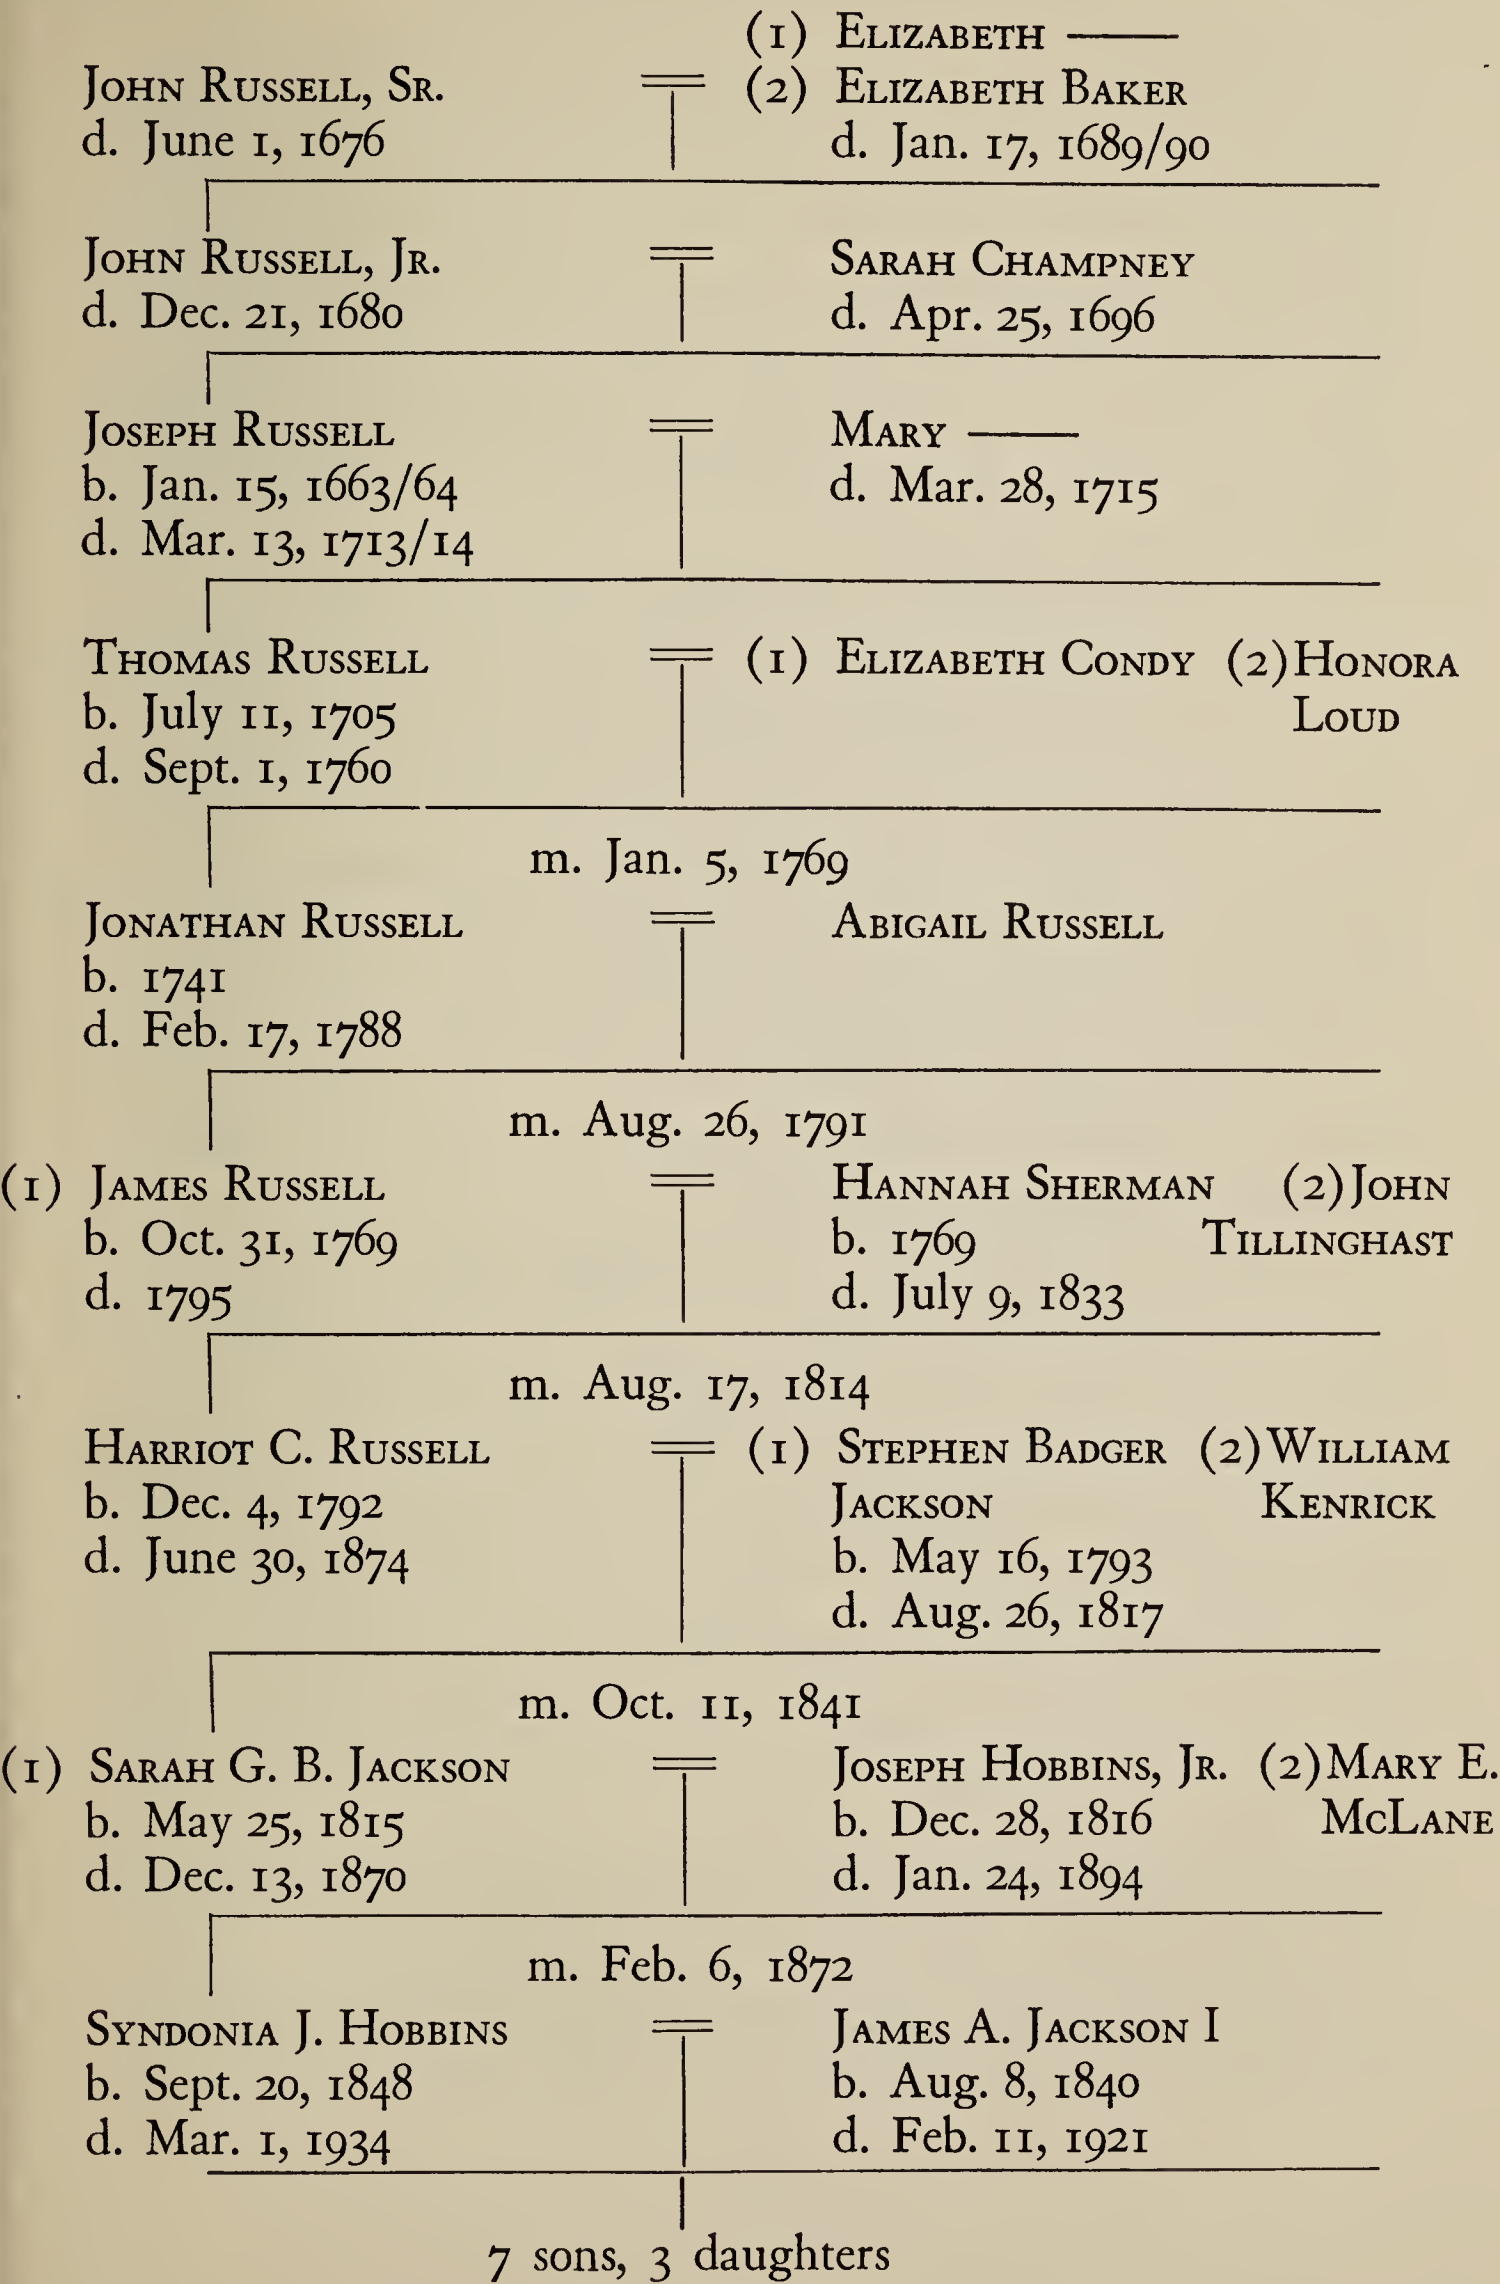 (1) Elizabeth ——
John Russell, Sr. (2) Elizabeth Baker
d. June 1, 1676 d. Jan. 17, 1689/90
John Russell, Jr. Sarah Champney
d. Dec. 21, 1680 d. Apr. 25, 1696
Joseph Russell Mary ——
b. Jan. 15, 1663/64 d. Mar. 28, 1715
d. Mar. 13, 1713/14
Thomas Russell (1) Elizabeth Condy (2) Honora
b. July 11, 1705 Loud
d. Sept. 1, 1760
m. Jan. 5, 1769
Jonathan Russell Abigail Russell
b. 1741
d. Feb. 17, 1788
m. Aug. 26, 1791
(1) James Russell Hannah Sherman (2) John
b. Oct. 31, 1769 b. 1769 Tillinghast
d. 1795 d. July 9, 1833
m. Aug. 17, 1814
Harriot C. Russell (1) Stephen Badger (2) William
b. Dec. 4, 1792 Jackson Kenrick
d. June 30, 1874 b. May 16, 1793
d. Aug. 26, 1817
m. Oct. 11, 1841
(1) Sarah G. B. Jackson Joseph Hobbins, Jr. (2) Mary E.
b. May 25, 1815 b. Dec. 28, 1816 McLane
d. Dec. 13, 1870 d. Jan. 24, 1894
m. Feb. 6, 1872
Syndonia J. Hobbins James A. Jackson I
b. Sept. 20, 1848 b. Aug. 8, 1840
d. Mar. 1, 1934 d. Feb. 11, 1921
7 sons, 3 daughters